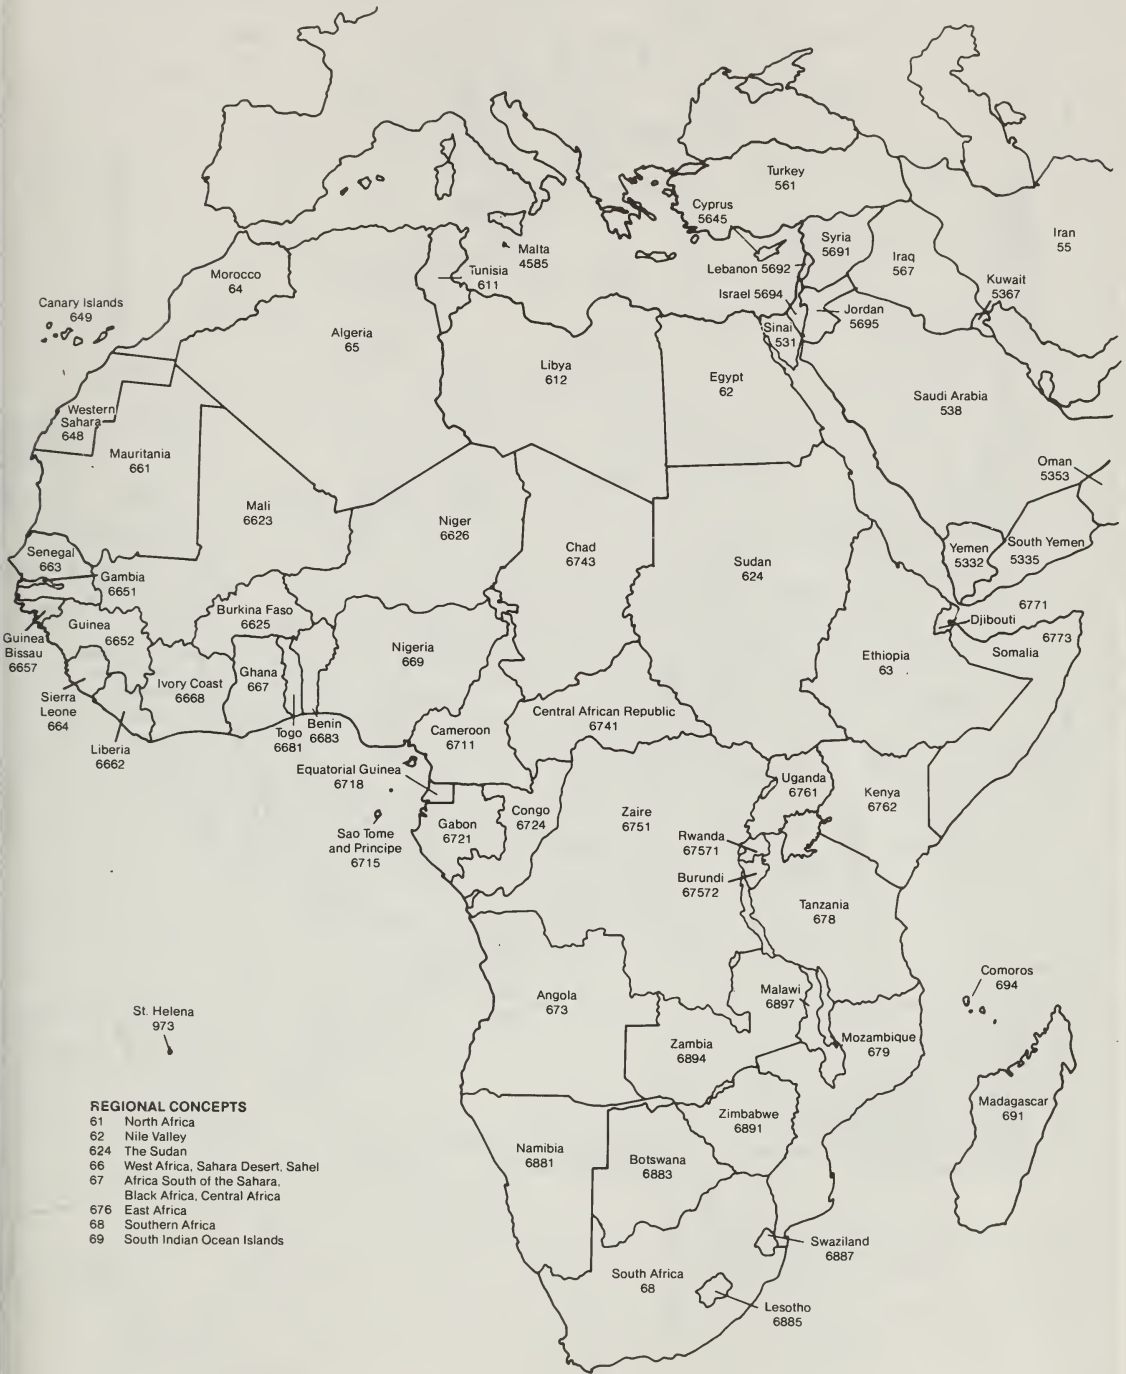 Turkey
561
Cyprus
5645
Syria
5691
Iran
55
Iraq
567
Malta
4585
Lebanon 5692
Tunisia
611
Morocco
64
Kuwait
5367
Israel 5694
Canary Islands
649
Jordan
5695
Sinai
531
Algeria
65
Libya
612
Egypt
62
Saudi Arabia
538
Western
Sahara
648
Mauritania
661
Oman
5353
Mali
6623
Niger
6626
Chad
6743
Sudan
624
Yemen
5332
South Yemen
5335
Senegal
663
Gambia
6651
Burkina Faso
6625
6771
Djibouti
6773
Somalia
Guinea
6652
Guinea
Bissau
6657
Nigeria
669
Ethiopia
63
Ghana
667
Ivory Coast
6668
Sierra
Leone
664
Central African Republic
6741
Benin
6683
Togo
6681
Cameroon
6711
Liberia
6662
Equatorial Guinea
6718
Uganda
6761
Kenya
6762
Congo
6724
Zaire
6751
Gabon
6721
Sao Tome
and Principe
6715
Rwanda
67571
Burundi
67572
Tanzania
678
Comoros
694
Malawi
6897
Angola
673
St. Helena
973
Mozambique
679
Zambia
6894
Madagascar
691
Zimbabwe
6891
Namibia
6881
Botswana
6883
Swaziland
6887
South Africa
68
Lesotho
6885
REGIONAL CONCEPTS
61 North Africa
62 Nile Valley
624 The Sudan
66 West Africa, Sahara Desert, Sahel
67 Africa South of the Sahara,
Black Africa, Central Africa
676 East Africa
68 Southern Africa
69 South Indian Ocean Islands